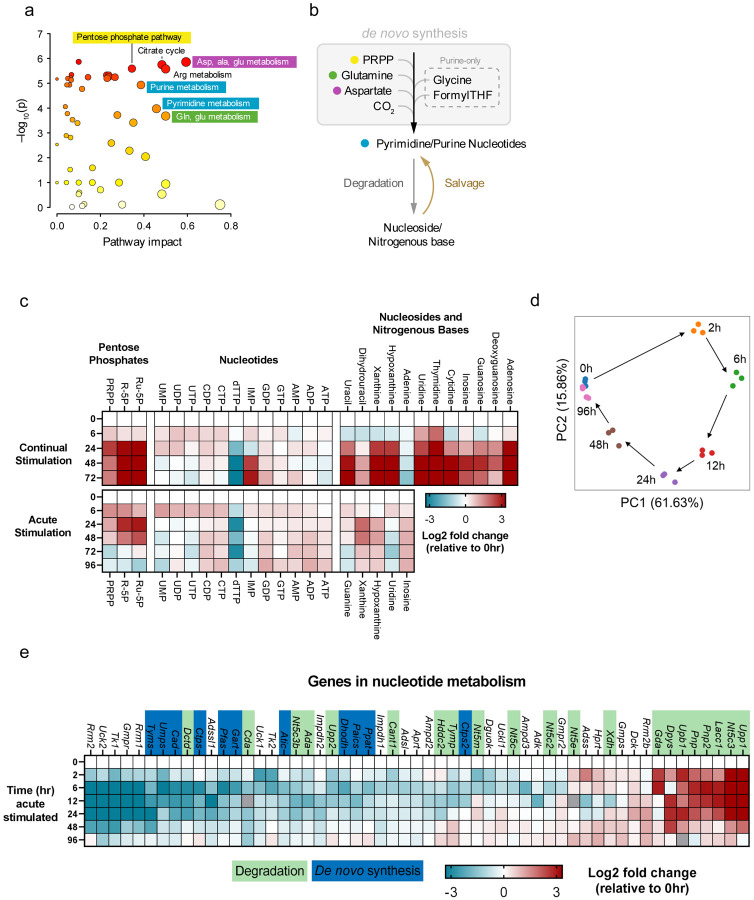 a
7
6
5
4
3
2
1
0
−log10(p)
0.0
0.2
0.4
0.6
0.8
Pathway impact
Pentose phosphate pathway
Citrate cycle
Asp, ala, glu metabolism
Arg metabolism
Purine metabolism
Pyrimidine metabolism
Gln, glu metabolism
b
de novo synthesis
PRPP
Glutamine
Aspartate
CO2
Purine-only
Glycine
FormylTHF
Pyrimidine/Purine Nucleotides
Degradation
Salvage
Nucleoside/
Nitrogenous base
c
Pentose
Phosphates
Nucleotides
Nucleosides and
Nitrogenous Bases
PRPP
R-5P
Ru-5P
UMP
UDP
UTP
CDP
CTP
dTTP
IMP
GDP
GTP
AMP
ADP
ATP
Uracil
Dihydrouracil
Xanthine
Hypoxanthine
Adenine
Uridine
Thymidine
Cytidine
Inosine
Guanosine
Deoxyguanosine
Adenosine
Continual
Stimulation
0
6
24
48
72
Acute
Stimulation
0
6
24
48
72
96
PRPP
R-5P
Ru-5P
UMP
UDP
UTP
CDP
CTP
dTTP
IMP
GDP
GTP
AMP
ADP
ATP
Guanine
Xanthine
Hypoxanthine
Uridine
Inosine
-3
0
3
Log2 fold change
(relative to 0hr)
d
PC2 (15.86%)
PC1 (61.63%)
0h
2h
6h
12h
24h
48h
96h
e
Genes in nucleotide metabolism
Rrm2
Uck2
Tk1
Gmpr
Rrm1
Tyms
Umps
Cad
Dctd
Ctps
Adssl1
Pfas
Gart
Cda
Uck1
Tk2
Atic
Nt5c3b
Ada
Impdh2
Upp2
Dhodh
Paics
Ppat
Impdh1
Cant1
Adsl
Aprt
Ampd2
Hddc2
Tymp
Ctps2
Nt5m
Dguok
Uckl1
Nt5c
Ampd3
Adk
Nt5c2
Gmpr2
Nt5e
Adss
Hprt
Xdh
Gmps
Dck
Rrm2b
Gda
Dpys
Upb1
Pnp
Pnp2
Lacc1
Nt5c3
Upp1
Time (hr)
acute
stimulated
0
2
6
12
24
48
96
Degradation
De novo synthesis
-3
0
3
Log2 fold change
(relative to 0hr)